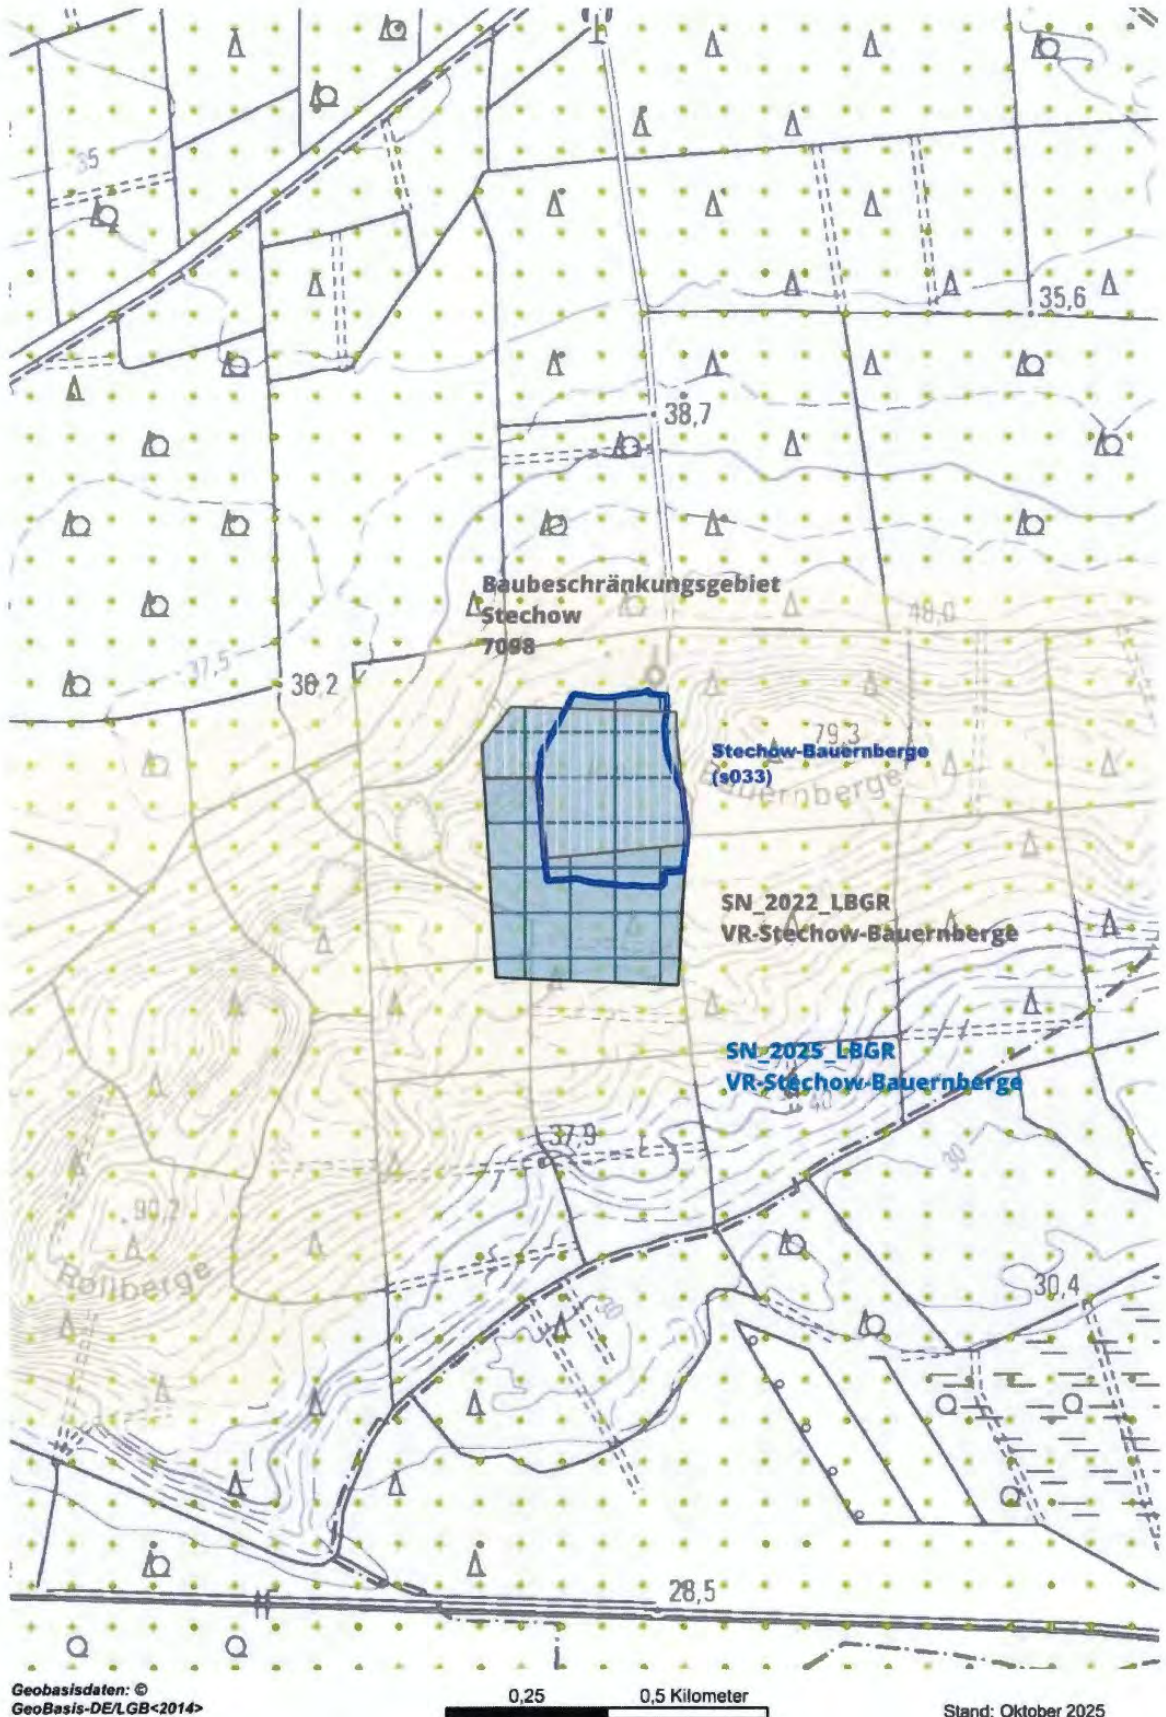 35
35,6
38,7
Baubeschränkungsgebiet
Stechow
7098
48,0
37,5
38,2
79,3
Stechow-Bauernberge
(s033)
Bauernberge
SN_2022_LBGR
VR-Stechow-Bauernberge
SN_2025_LBGR
VR-Stechow-Bauernberge
40
37,9
30
90,2
Rollberge
30,4
28,5
Geobasisdaten: ©
GeoBasis-DE/LGB<2014>
0,25 0,5 Kilometer
Stand: Oktober 2025